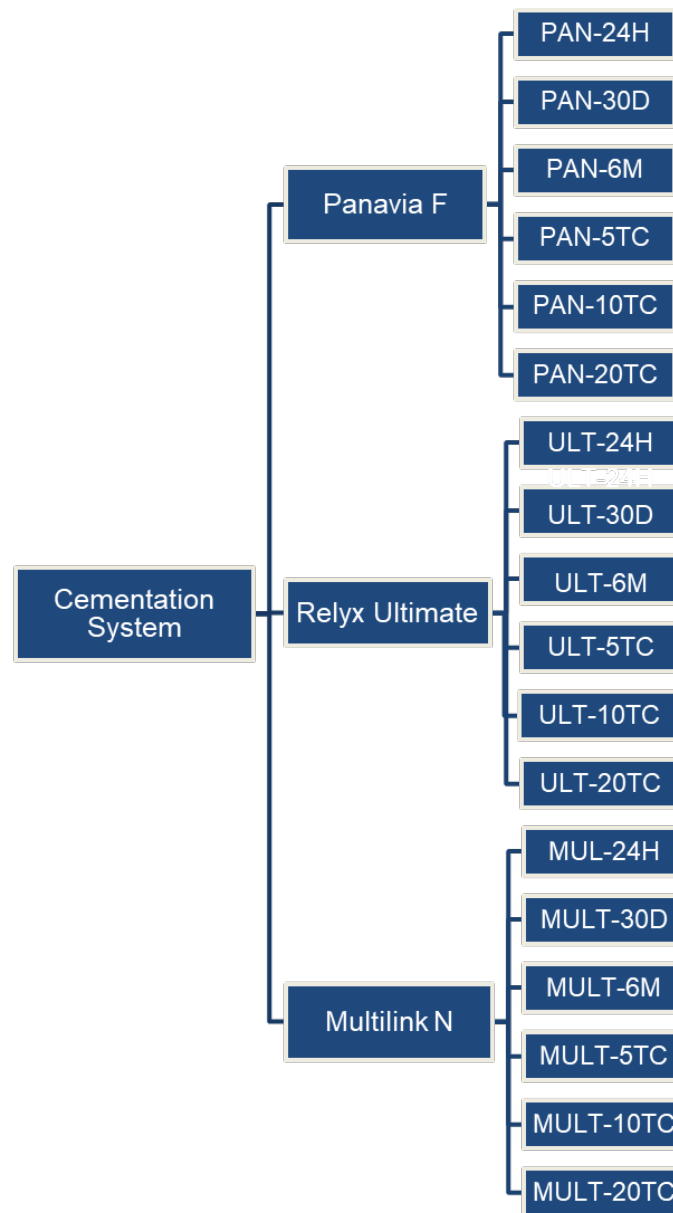 Cementation
System
Panavia F
PAN-24H
PAN-30D
PAN-6M
PAN-5TC
PAN-10TC
PAN-20TC
Relyx Ultimate
ULT-24H
ULT-24H
ULT-30D
ULT-6M
ULT-5TC
ULT-10TC
ULT-20TC
Multilink N
MUL-24H
MULT-30D
MULT-6M
MULT-5TC
MULT-10TC
MULT-20TC